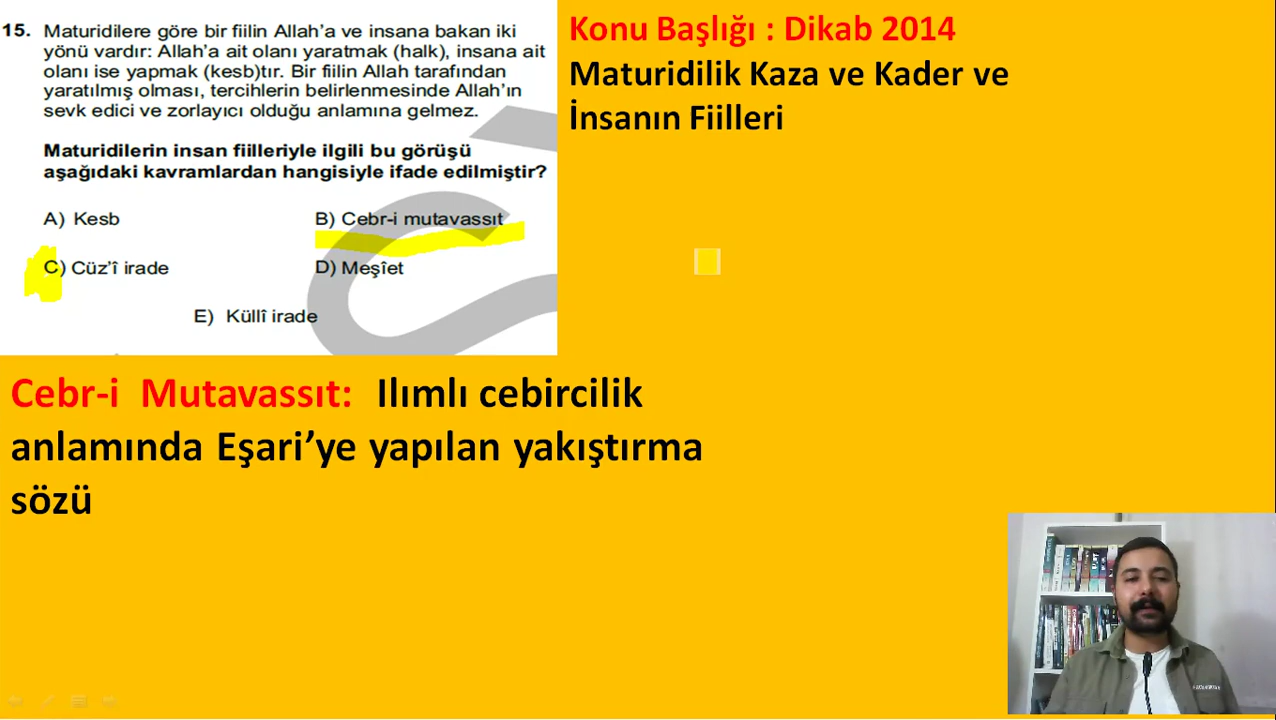 15. Maturidilere göre bir fiilin Allah'a ve insana bakan iki
yönü vardır: Allah'a ait olanı yaratmak (halk), insana ait
olanı ise yapmak (kesb)tır. Bir fiilin Allah tarafından
yaratılmış olması, tercihlerin belirlenmesinde Allah'ın
sevk edici ve zorlayıcı olduğu anlamına gelmez.
Maturidilerin insan fiilleriyle ilgili bu görüşü
aşağıdaki kavramlardan hangisiyle ifade edilmiştir?
A) Kesb B) Cebr-i mutavassıt
C) Cüz'î irade D) Meşîet
E) Küllî irade
Konu Başlığı : Dikab 2014
Maturidilik Kaza ve Kader ve
İnsanın Fiilleri
Cebr-i Mutavassıt: Ilımlı cebircilik
anlamında Eşari'ye yapılan yakıştırma
sözü